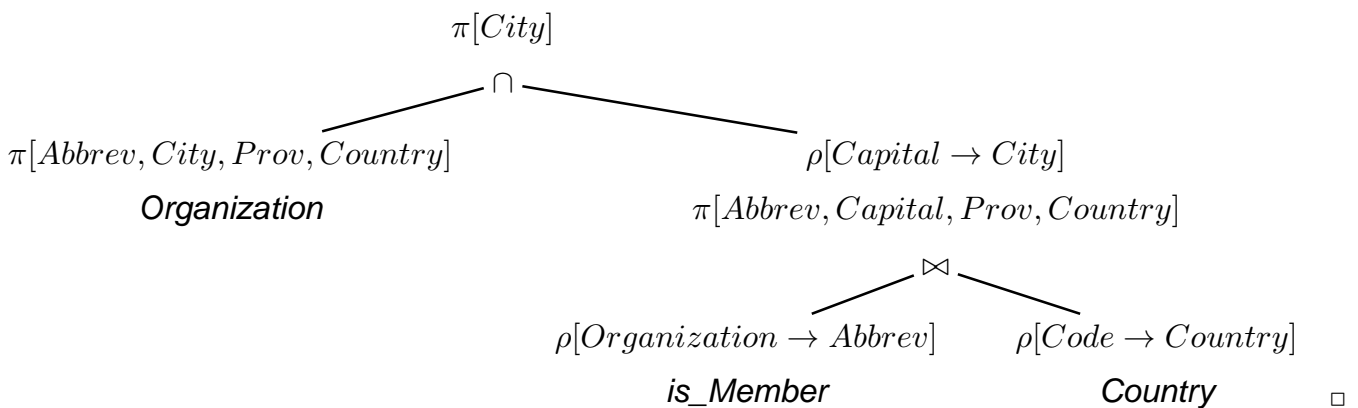 π[City]
∩
π[Abbrev, City, Prov, Country] ρ[Capital → City]
Organization π[Abbrev, Capital, Prov, Country]
⋈
ρ[Organization → Abbrev] ρ[Code → Country]
is_Member Country □